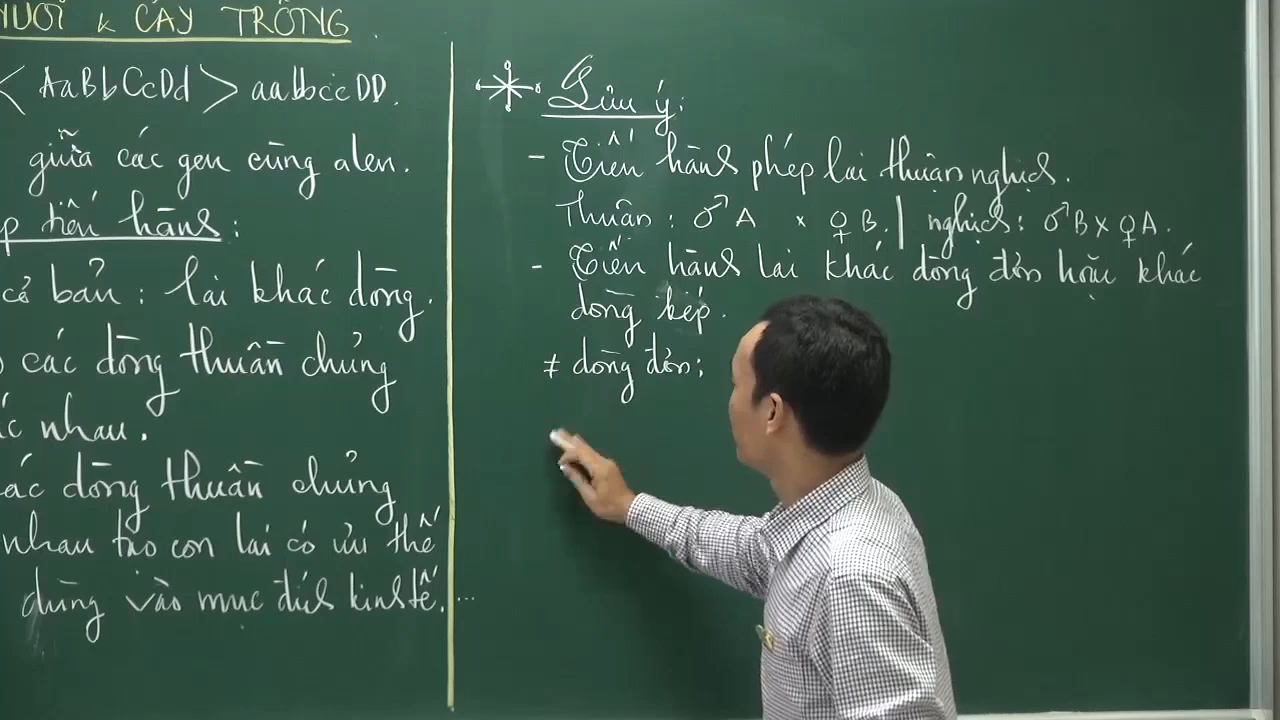 NUÔI & CÂY TRỒNG
< AaBbCcDd > aabbccDD.
giữa các gen cùng alen.
p tiến hành:
cơ bản: lai khác dòng.
các dòng thuần chủng
ác nhau.
ác dòng thuần chủng
nhau tạo con lai có ưu thế
dùng vào mục đích kinh tế. ...
Lưu ý:
- Tiến hành phép lai thuận nghịch.
Thuận: ♂A x ♀B. | nghịch: ♂B x ♀A.
- Tiến hành lai khác dòng đơn hoặc khác
dòng kép.
≠ dòng đơn: